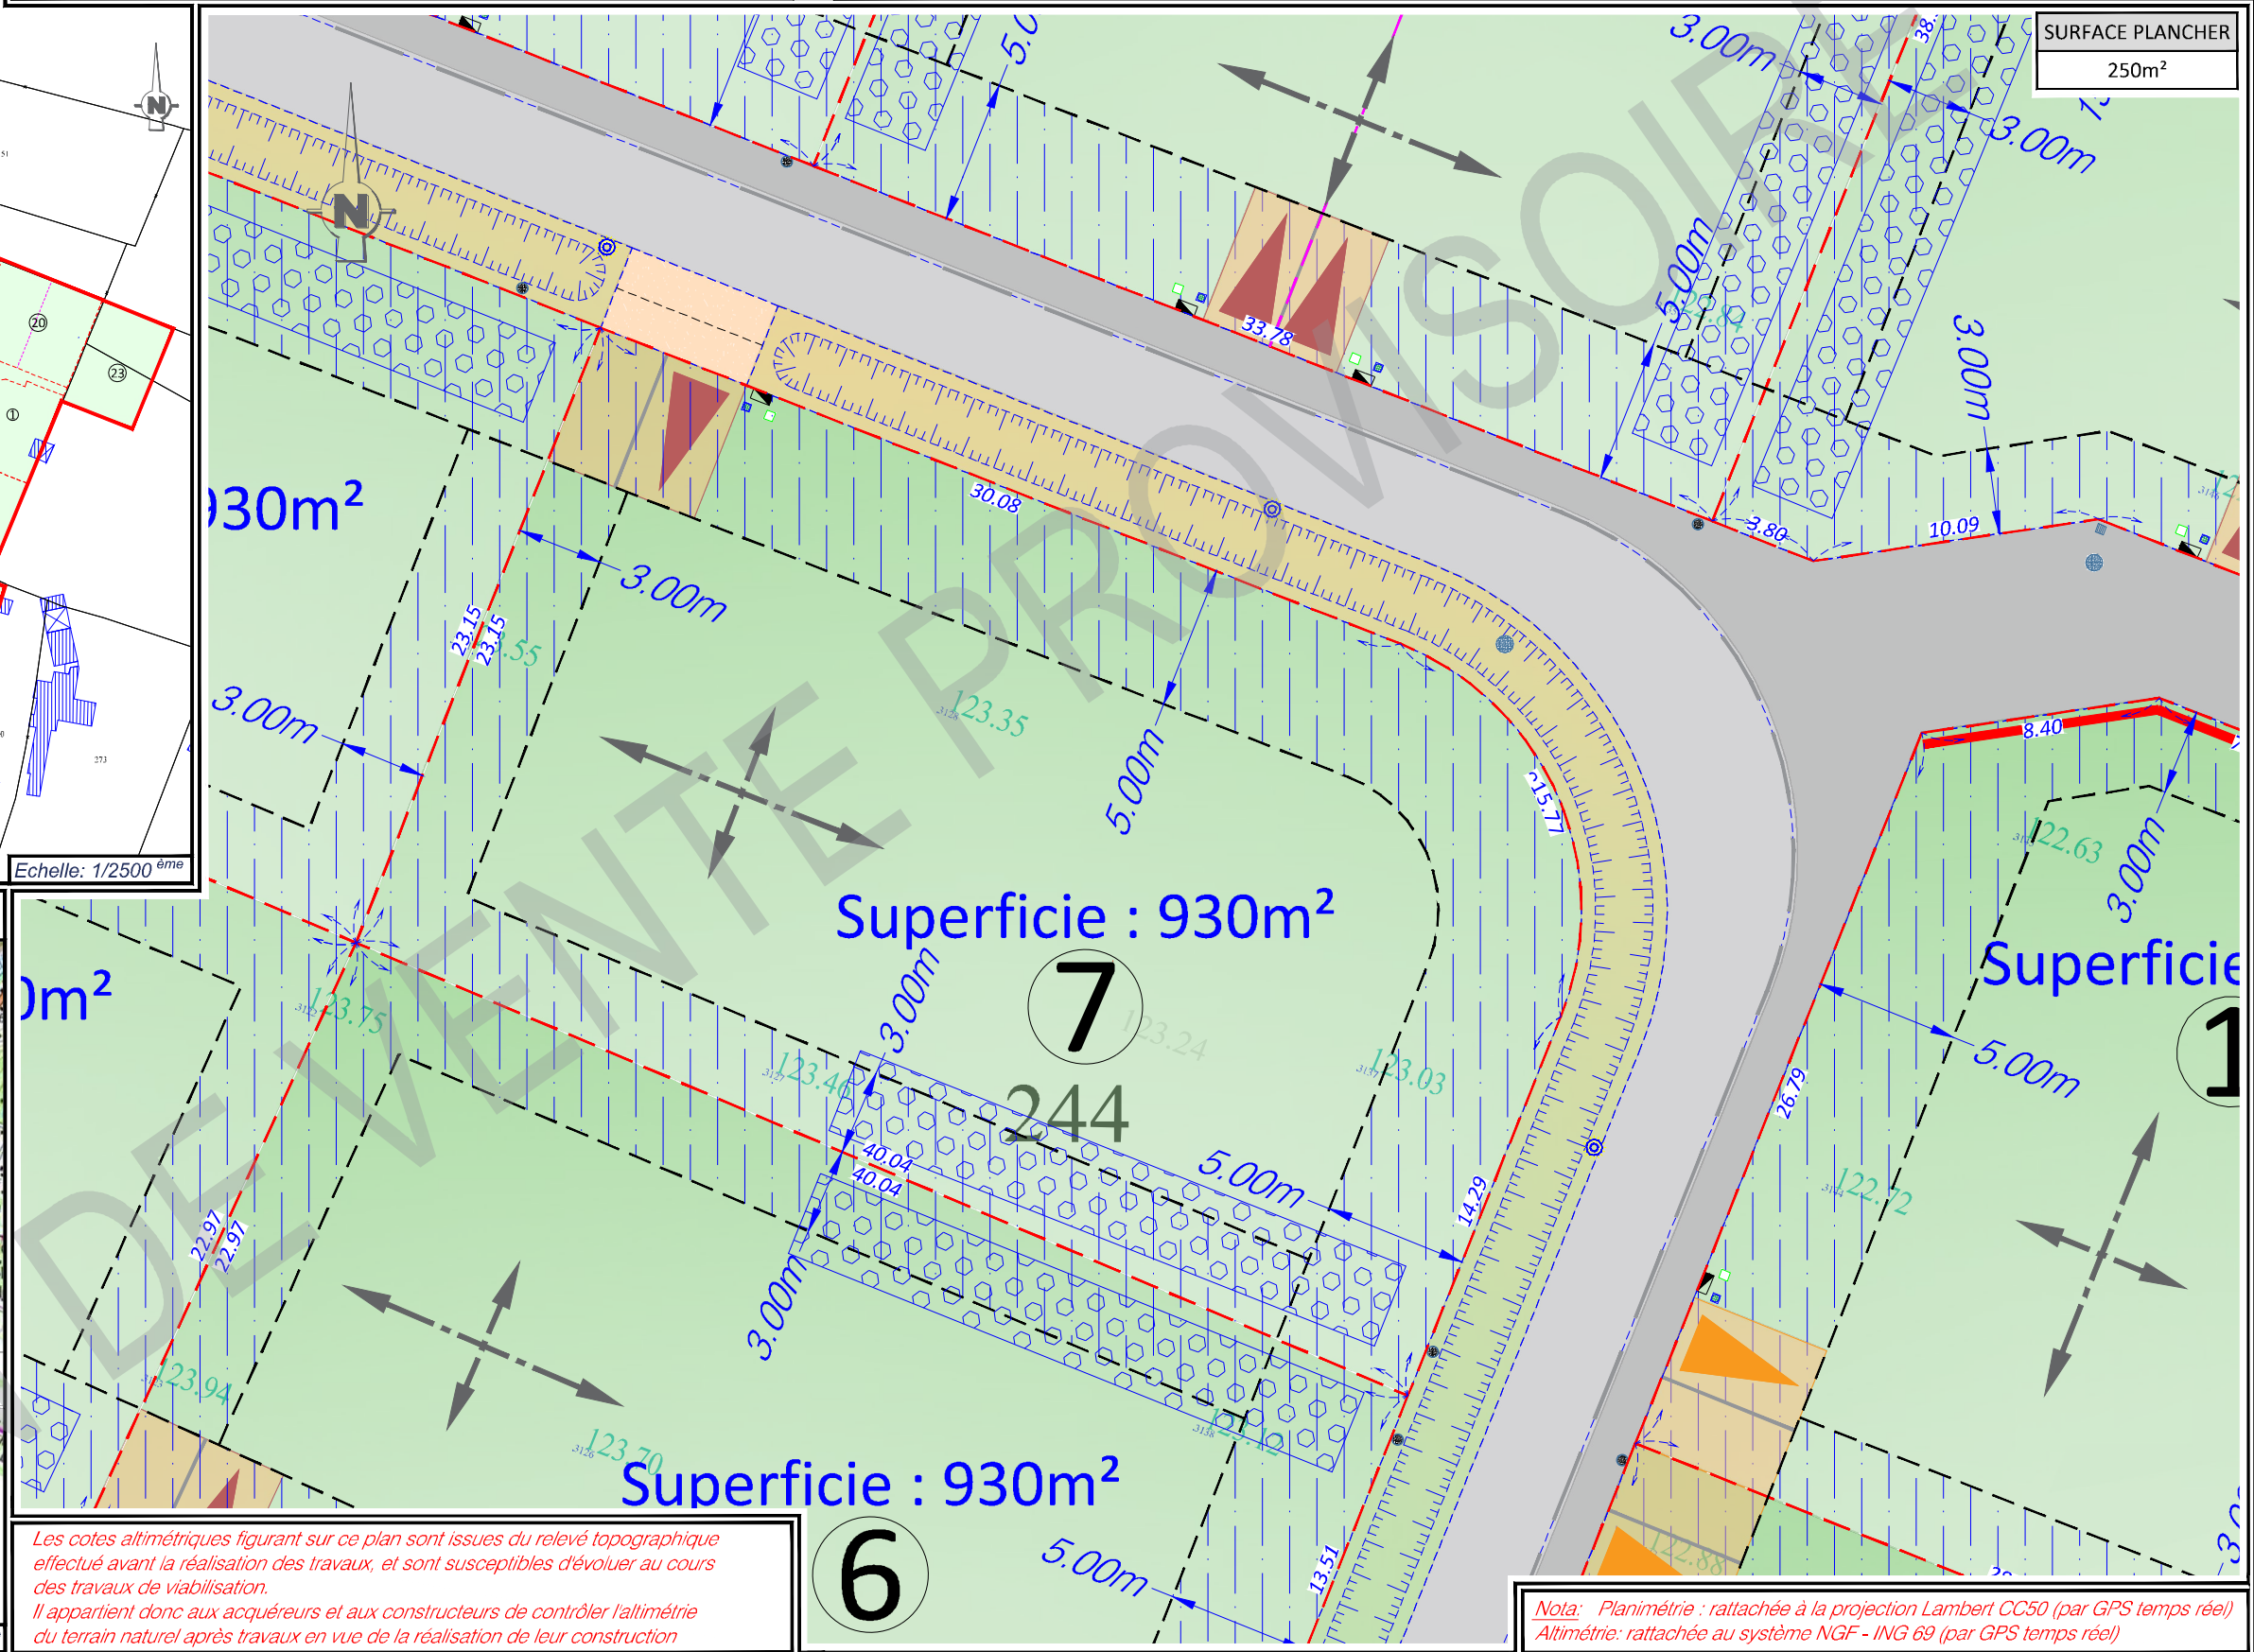 SURFACE PLANCHER
250m²
N
N
20
23
1
273
Echelle: 1/2500 ème
DE VENTE PROVISOIRE
3.00m
3.00m
5.00m
33.78
3.00m
3.80
10.09
30.08
3.00m
23.15
23.15
3.00m
123.35
5.00m
15.77
8.40
122.63
3.00m
Superficie : 930m²
7
244
123.24
123.03
3.00m
123.46
40.04
40.04
5.00m
14.29
26.79
5.00m
122.72
123.75
22.97
22.97
3.00m
123.94
123.70
123.12
Superficie : 930m²
6
5.00m
13.51
122.88
Superficie
930m²
Les cotes altimétriques figurant sur ce plan sont issues du relevé topographique
effectué avant la réalisation des travaux, et sont susceptibles d'évoluer au cours
des travaux de viabilisation.
Il appartient donc aux acquéreurs et aux constructeurs de contrôler l'altimétrie
du terrain naturel après travaux en vue de la réalisation de leur construction
Nota: Planimétrie : rattachée à la projection Lambert CC50 (par GPS temps réel)
Altimétrie: rattachée au système NGF - ING 69 (par GPS temps réel)